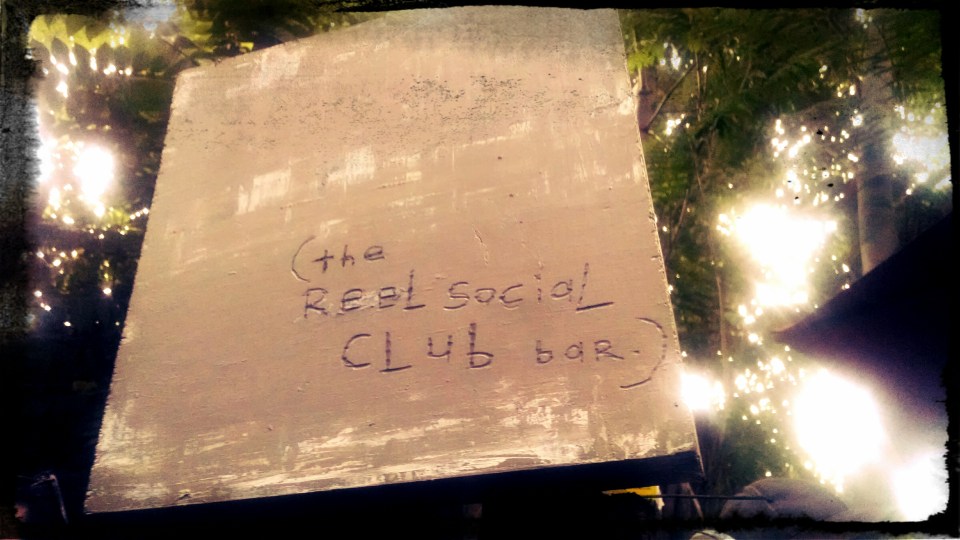 (the
REEL social
CLub baR.)